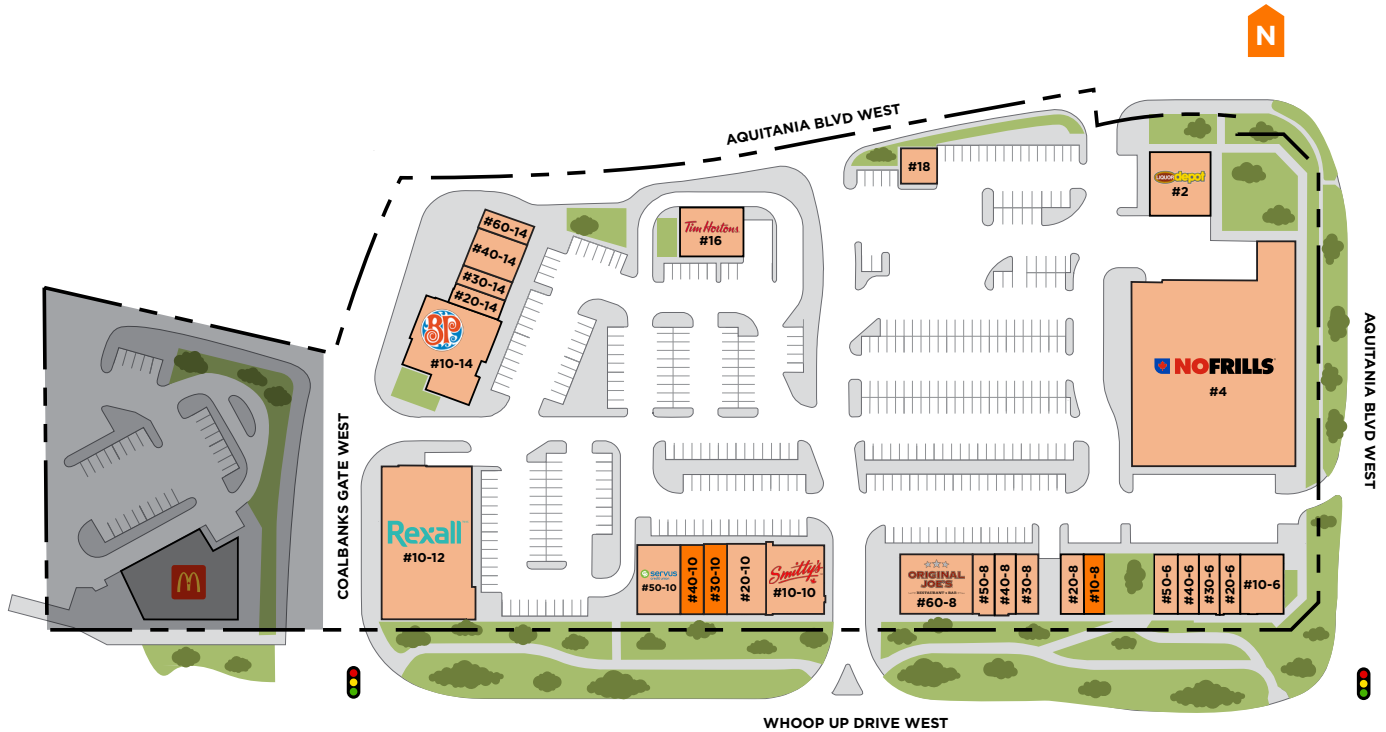 N
AQUITANIA BLVD WEST
#18
LIQUOR depot
#2
#60-14
#40-14
#30-14
#20-14
BP
#10-14
Tim Hortons
#16
NOFRILLS
#4
AQUITANIA BLVD WEST
COALBANKS GATE WEST
M
Rexall
#10-12
servus
credit union
#50-10
#40-10
#30-10
#20-10
Smitty's
#10-10
ORIGINAL
JOE'S
RESTAURANT + BAR
#60-8
#50-8
#40-8
#30-8
#20-8
#10-8
#50-6
#40-6
#30-6
#20-6
#10-6
WHOOP UP DRIVE WEST